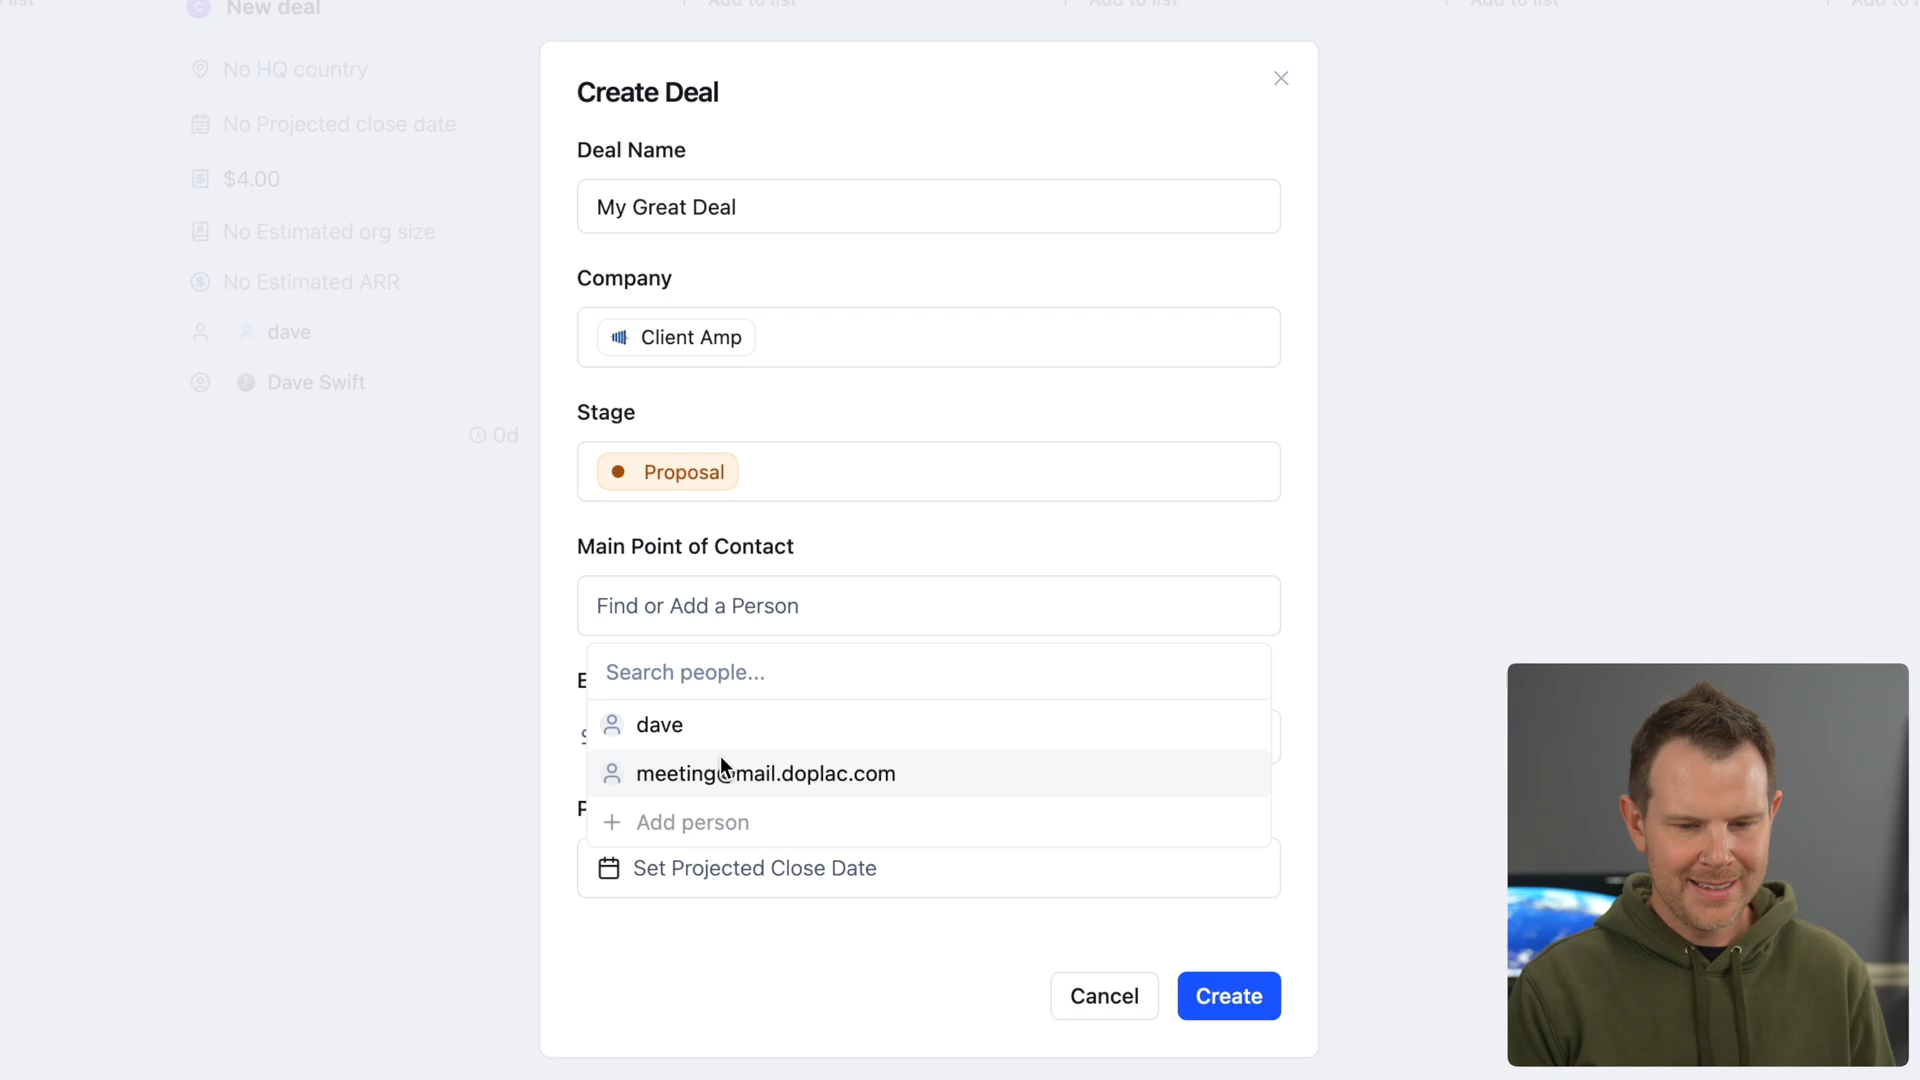 New deal
No HQ country
No Projected close date
$4.00
No Estimated org size
No Estimated ARR
dave
Dave Swift
0d
Create Deal
Deal Name
My Great Deal
Company
Client Amp
Stage
Proposal
Main Point of Contact
Find or Add a Person
Search people...
dave
meeting@mail.doplac.com
Add person
Set Projected Close Date
Cancel
Create